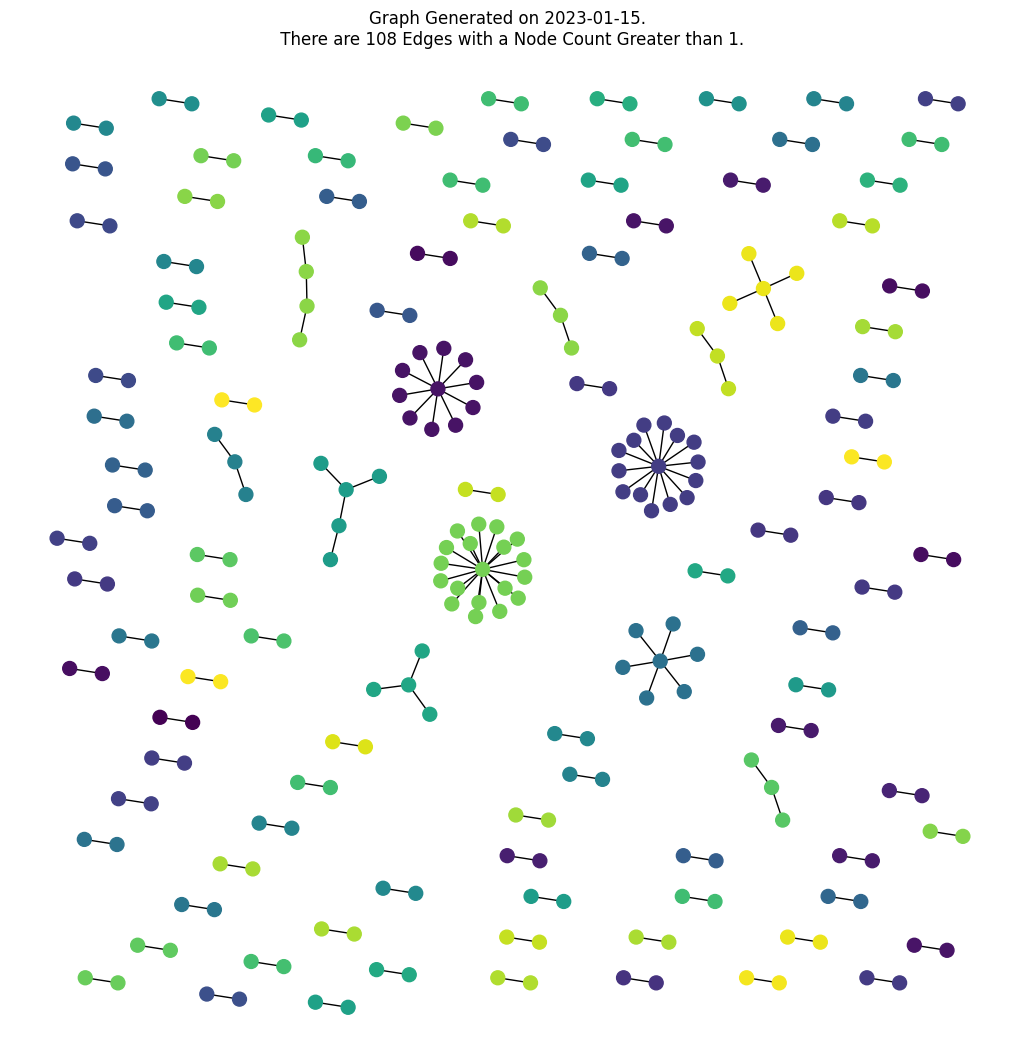 Graph Generated on 2023-01-15.
There are 108 Edges with a Node Count Greater than 1.